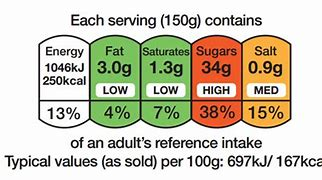 Each serving (150g) contains
Energy Fat Saturates Sugars Salt
1046kJ 3.0g 1.3g 34g 0.9g
250kcal LOW LOW HIGH MED
13% 4% 7% 38% 15%
of an adult's reference intake
Typical values (as sold) per 100g: 697kJ/ 167kcal